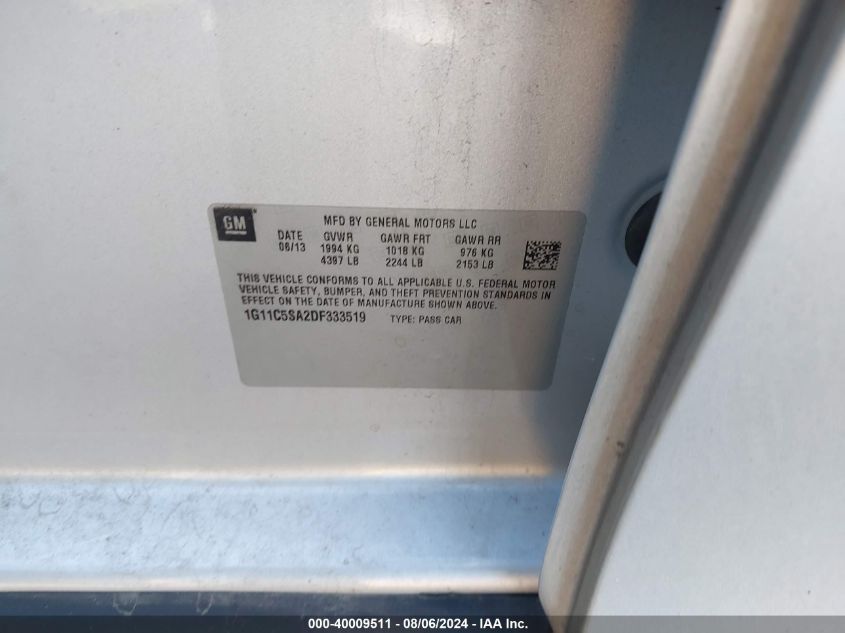 GM
MFD BY GENERAL MOTORS LLC
DATE GVWR GAWR FRT GAWR RR
06/13 1994 KG 1018 KG 976 KG
4397 LB 2244 LB 2153 LB
THIS VEHICLE CONFORMS TO ALL APPLICABLE U.S. FEDERAL MOTOR
VEHICLE SAFETY, BUMPER, AND THEFT PREVENTION STANDARDS IN
EFFECT ON THE DATE OF MANUFACTURE SHOWN ABOVE.
1G11C5SA2DF333519 TYPE: PASS CAR
000-40009511 - 08/06/2024 - IAA Inc.